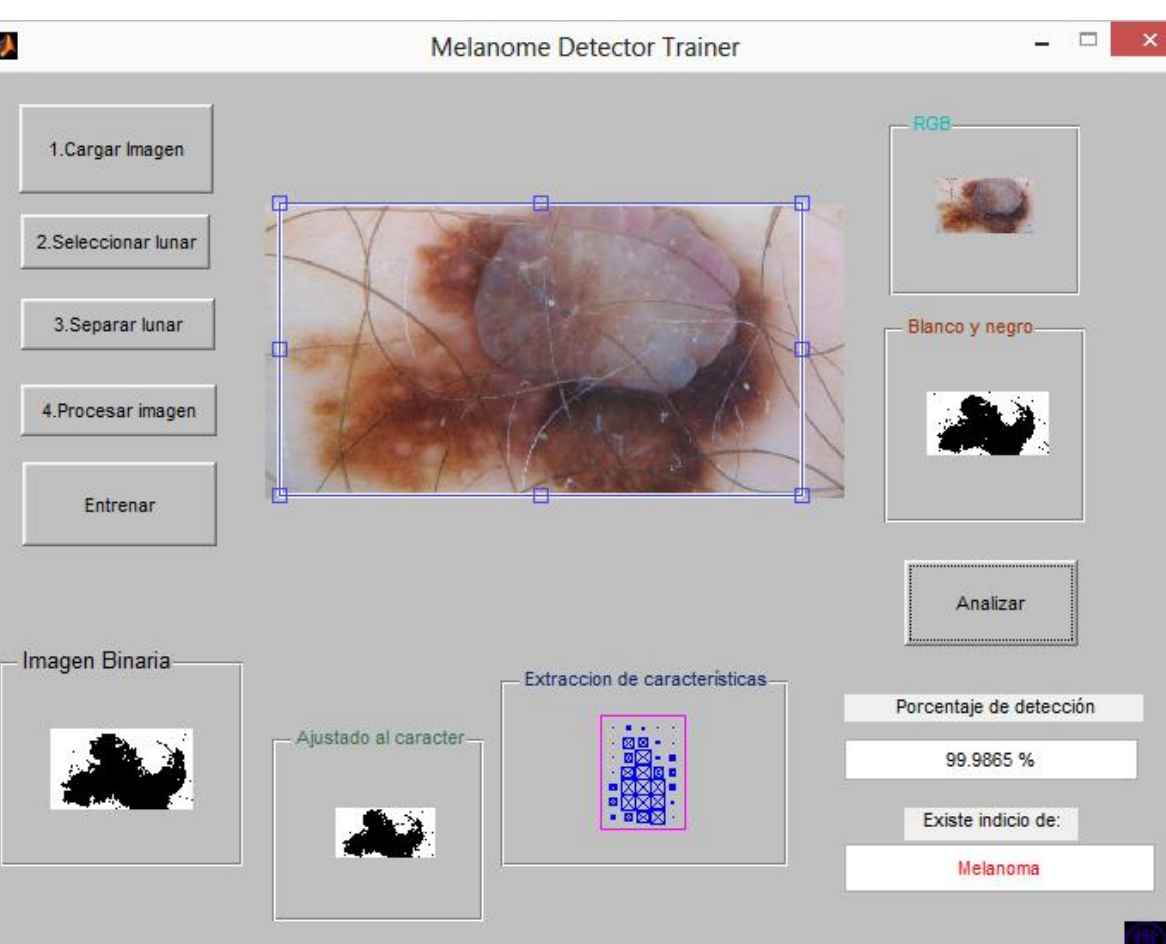 Melanome Detector Trainer
1.Cargar Imagen
2.Seleccionar lunar
3.Separar lunar
4.Procesar imagen
Entrenar
RGB
Blanco y negro
Analizar
Imagen Binaria
Ajustado al caracter
Extraccion de características
Porcentaje de detección
99.9865 %
Existe indicio de:
Melanoma